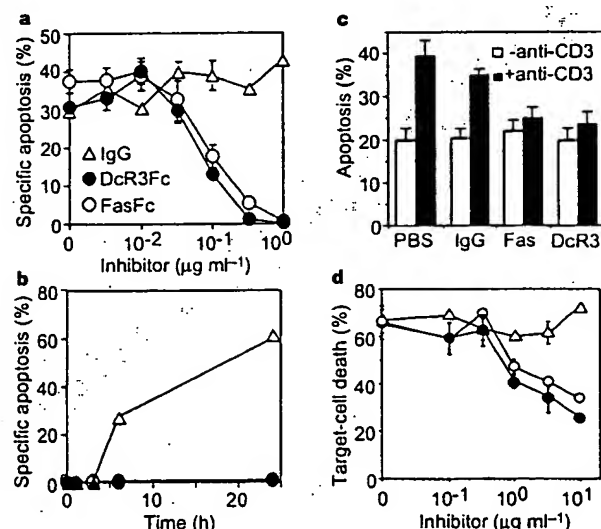 a
Specific apoptosis (%)
50
40
30
20
10
0
IgG
DcR3Fc
FasFc
0 10-2 10-1 100
Inhibitor (µg ml–1)
c
Apoptosis (%)
40
30
20
10
0
-anti-CD3
+anti-CD3
PBS IgG Fas DcR3
b
Specific apoptosis (%)
80
60
40
20
0
0 10 20
Time (h)
d
Target-cell death (%)
80
60
40
20
0
0 10-1 100 101
Inhibitor (µg ml–1)